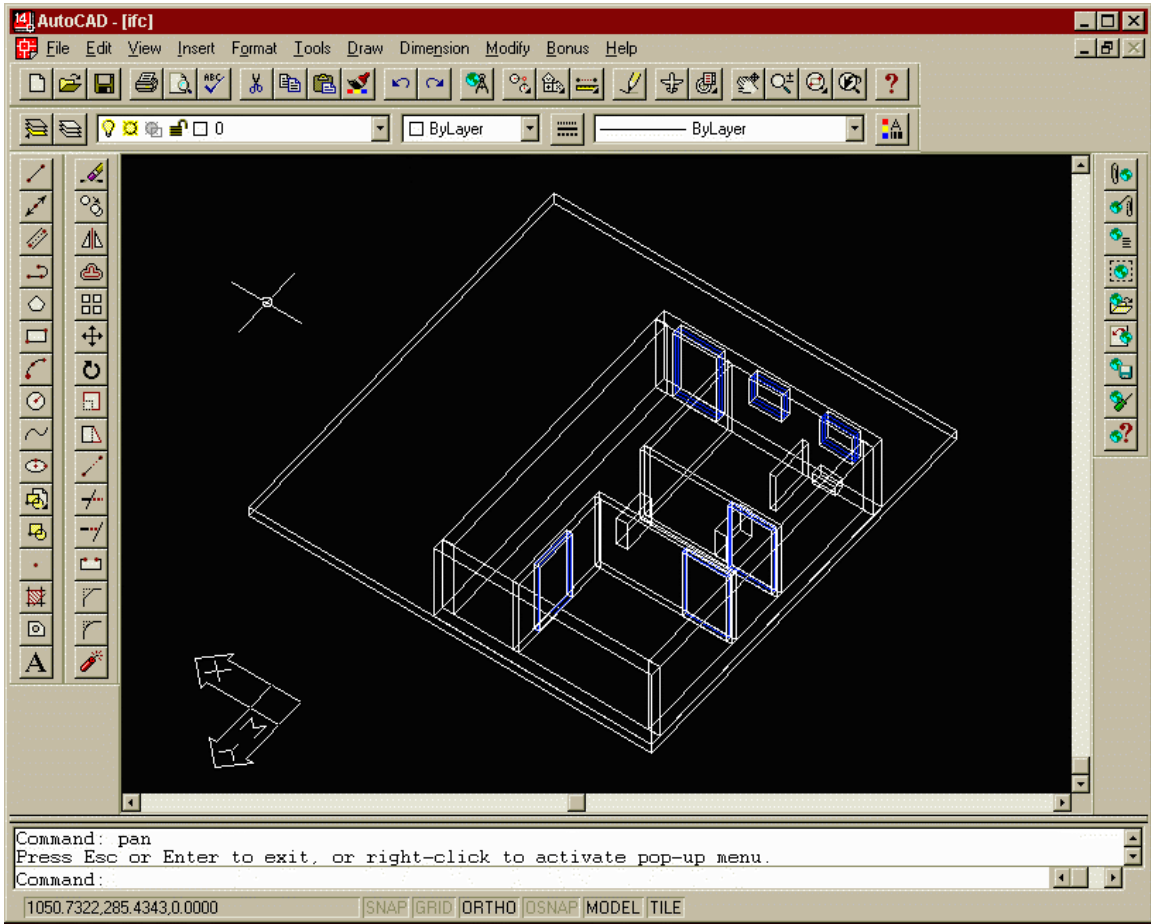 14 AutoCAD - [ifc]
File Edit View Insert Format Tools Draw Dimension Modify Bonus Help
ABC A ?
0 ByLayer ByLayer A
?
A
X
Y
Command: pan
Press Esc or Enter to exit, or right-click to activate pop-up menu.
Command:
1050.7322,285.4343,0.0000 SNAP GRID ORTHO OSNAP MODEL TILE